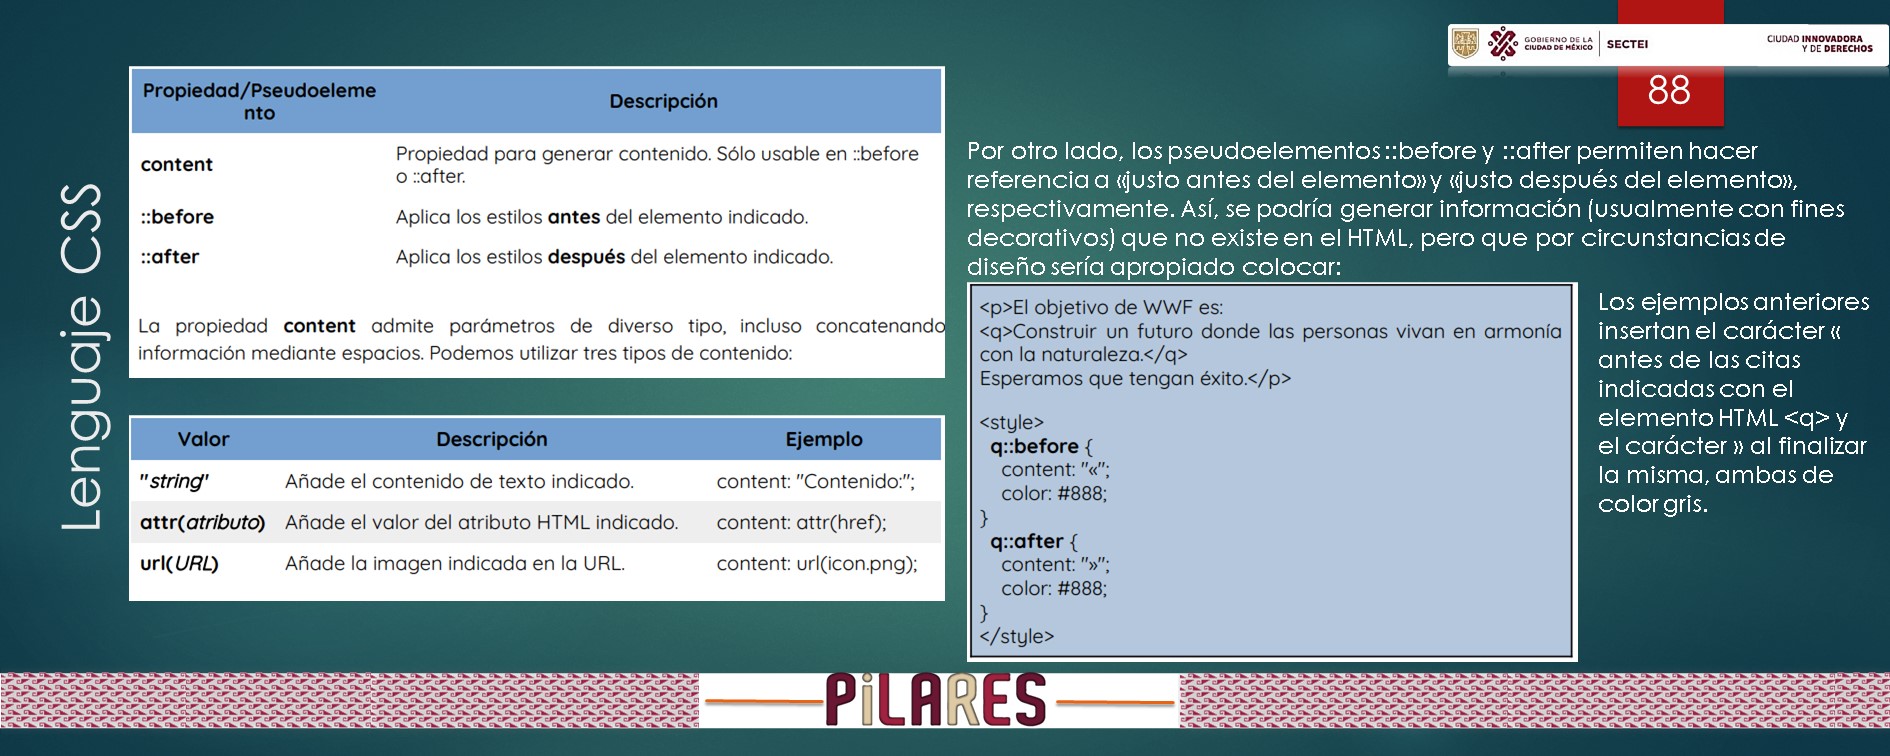 GOBIERNO DE LA
CIUDAD DE MÉXICO
SECTEI
CIUDAD INNOVADORA
Y DE DERECHOS
88
Lenguaje CSS
Propiedad/Pseudoeleme
nto
Descripción
content
Propiedad para generar contenido. Sólo usable en ::before
o ::after.
::before
Aplica los estilos antes del elemento indicado.
::after
Aplica los estilos después del elemento indicado.
La propiedad content admite parámetros de diverso tipo, incluso concatenando
información mediante espacios. Podemos utilizar tres tipos de contenido:
Valor Descripción Ejemplo
"string" Añade el contenido de texto indicado. content: "Contenido:";
attr(atributo) Añade el valor del atributo HTML indicado. content: attr(href);
url(URL) Añade la imagen indicada en la URL. content: url(icon.png);
Por otro lado, los pseudoelementos ::before y ::after permiten hacer
referencia a «justo antes del elemento» y «justo después del elemento»,
respectivamente. Así, se podría generar información (usualmente con fines
decorativos) que no existe en el HTML, pero que por circunstancias de
diseño sería apropiado colocar:
<p>El objetivo de WWF es:
<q>Construir un futuro donde las personas vivan en armonía
con la naturaleza.</q>
Esperamos que tengan éxito.</p>
<style>
q::before {
content: "«";
color: #888;
}
q::after {
content: "»";
color: #888;
}
</style>
Los ejemplos anteriores
insertan el carácter «
antes de las citas
indicadas con el
elemento HTML <q> y
el carácter » al finalizar
la misma, ambas de
color gris.
PiLARES